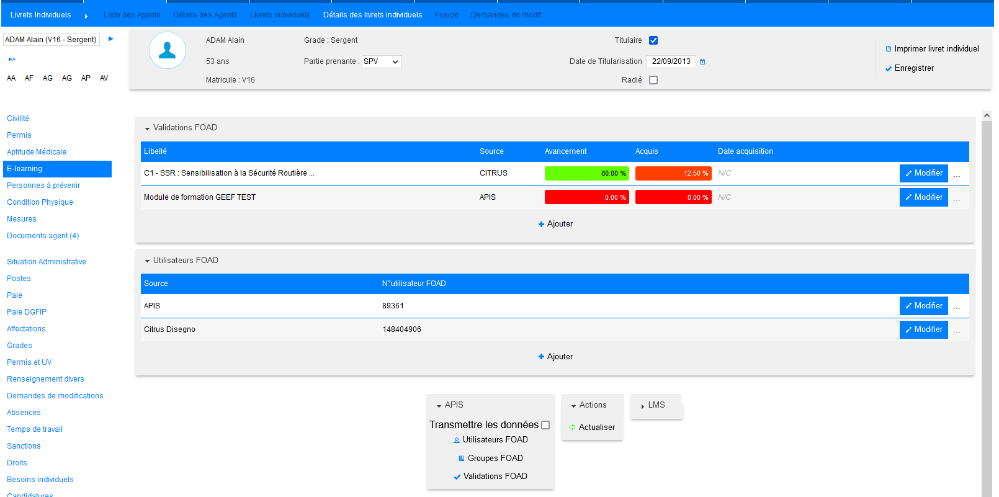 Livrets Individuels Liste des Agents Détails des Agents Livrets individuels Détails des livrets individuels Fusion Demandes de modif.
ADAM Alain (V16 - Sergent)
AA AF AG AG AP AV
ADAM Alain Grade : Sergent Titulaire
53 ans Partie prenante : SPV Date de Titularisation 22/09/2013
Matricule : V16 Radié
Imprimer livret individuel
Enregistrer
Civilité
Permis
Aptitude Médicale
E-learning
Personnes à prévenir
Condition Physique
Mesures
Documents agent (4)
Situation Administrative
Postes
Paie
Paie DGFIP
Affectations
Grades
Permis et UV
Renseignement divers
Demandes de modifications
Absences
Temps de travail
Sanctions
Droits
Besoins individuels
Candidatures
Validations FOAD
Libellé Source Avancement Acquis Date acquisition
C1 - SSR : Sensibilisation à la Sécurité Routière ... CITRUS 80.00 % 12.50 % N/C Modifier ...
Module de formation GEEF TEST APIS 0.00 % 0.00 % N/C Modifier ...
Ajouter
Utilisateurs FOAD
Source N°utilisateur FOAD
APIS 89361 Modifier ...
Citrus Disegno 148404906 Modifier ...
Ajouter
APIS
Transmettre les données
Utilisateurs FOAD
Groupes FOAD
Validations FOAD
Actions
Actualiser
LMS